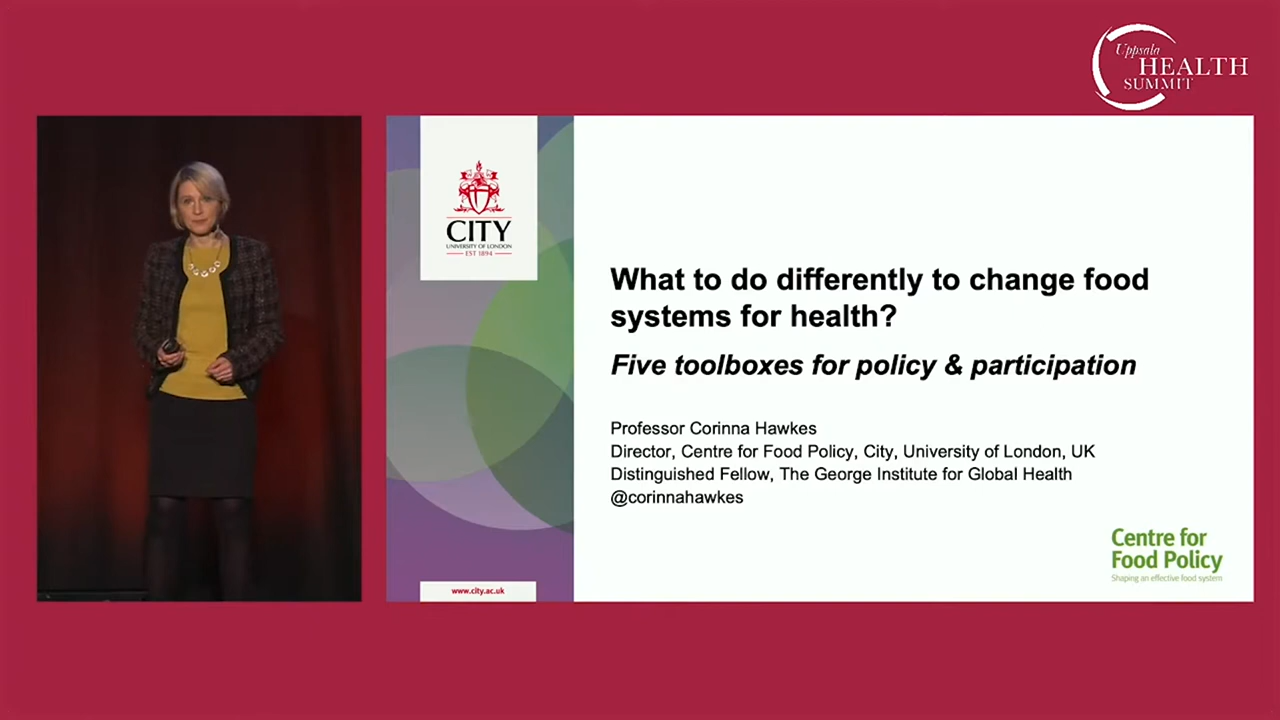 Uppsala
HEALTH
SUMMIT
CITY
UNIVERSITY OF LONDON
EST 1894
What to do differently to change food
systems for health?
Five toolboxes for policy & participation
Professor Corinna Hawkes
Director, Centre for Food Policy, City, University of London, UK
Distinguished Fellow, The George Institute for Global Health
@corinnahawkes
Centre for
Food Policy
Shaping an effective food system
www.city.ac.uk